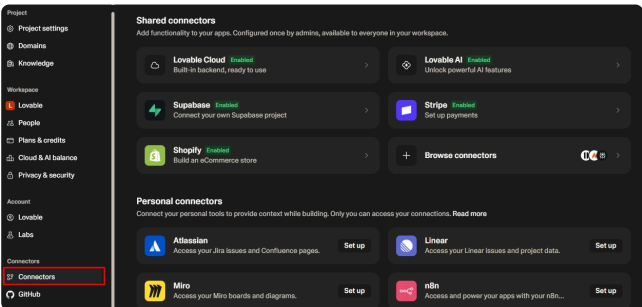 Project
Project settings
Domains
Knowledge
Workspace
L Lovable
People
Plans & credits
Cloud & AI balance
Privacy & security
Account
Lovable
Labs
Connectors
Connectors
GitHub
Shared connectors
Add functionality to your apps. Configured once by admins, available to everyone in your workspace.
Lovable Cloud Enabled
Built-in backend, ready to use
Lovable AI Enabled
Unlock powerful AI features
Supabase Enabled
Connect your own Supabase project
Stripe Enabled
Set up payments
Shopify Enabled
Build an eCommerce store
Browse connectors
Personal connectors
Connect your personal tools to provide context while building. Only you can access your connections. Read more
Atlassian
Access your Jira issues and Confluence pages.
Set up
Linear
Access your Linear issues and project data.
Set up
Miro
Access your Miro boards and diagrams.
Set up
n8n
Access and power your apps with your n8n...
Set up